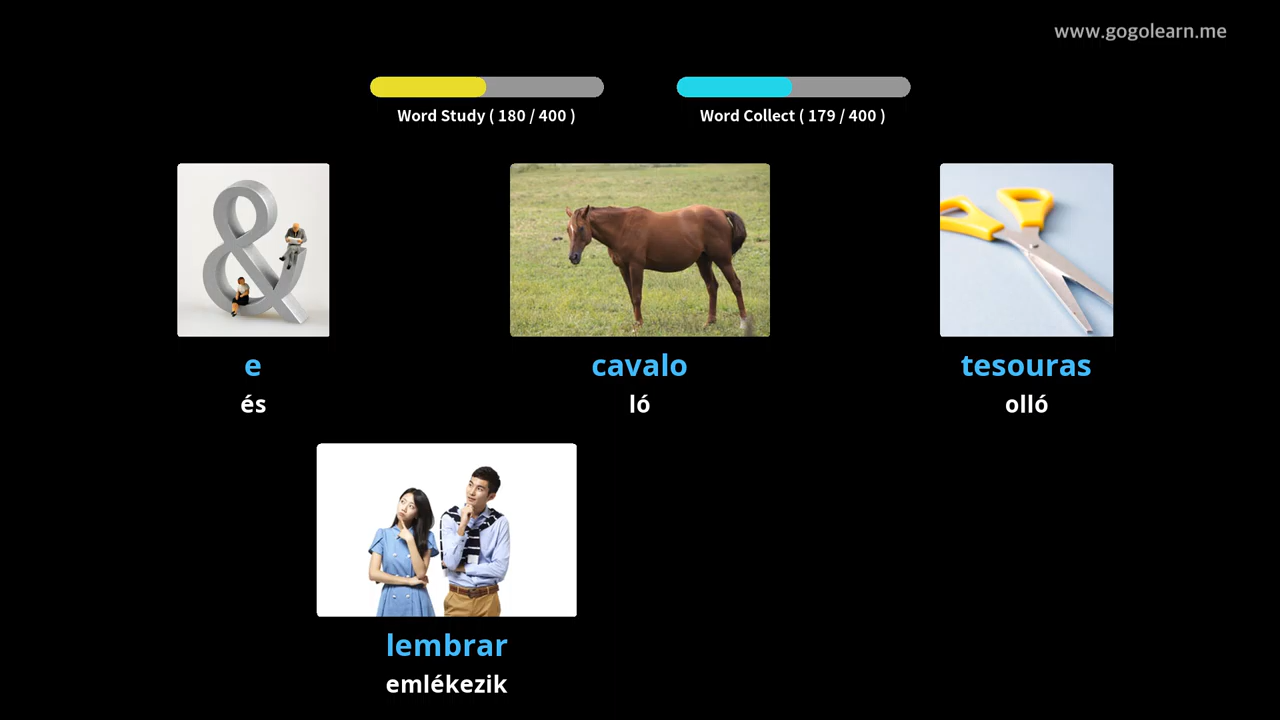 www.gogolearn.me
Word Study ( 180 / 400 )
Word Collect ( 179 / 400 )
&
e
és
cavalo
ló
tesouras
olló
lembrar
emlékezik